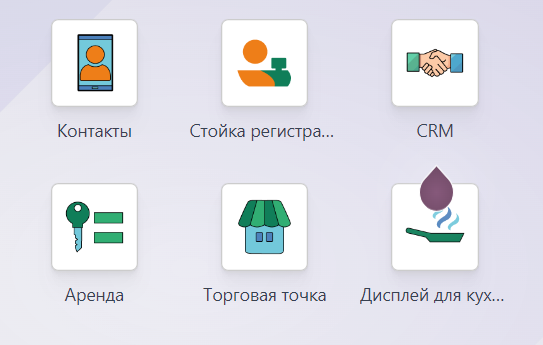 Контакты
Стойка регистра...
CRM
Аренда
Торговая точка
Дисплей для кух...